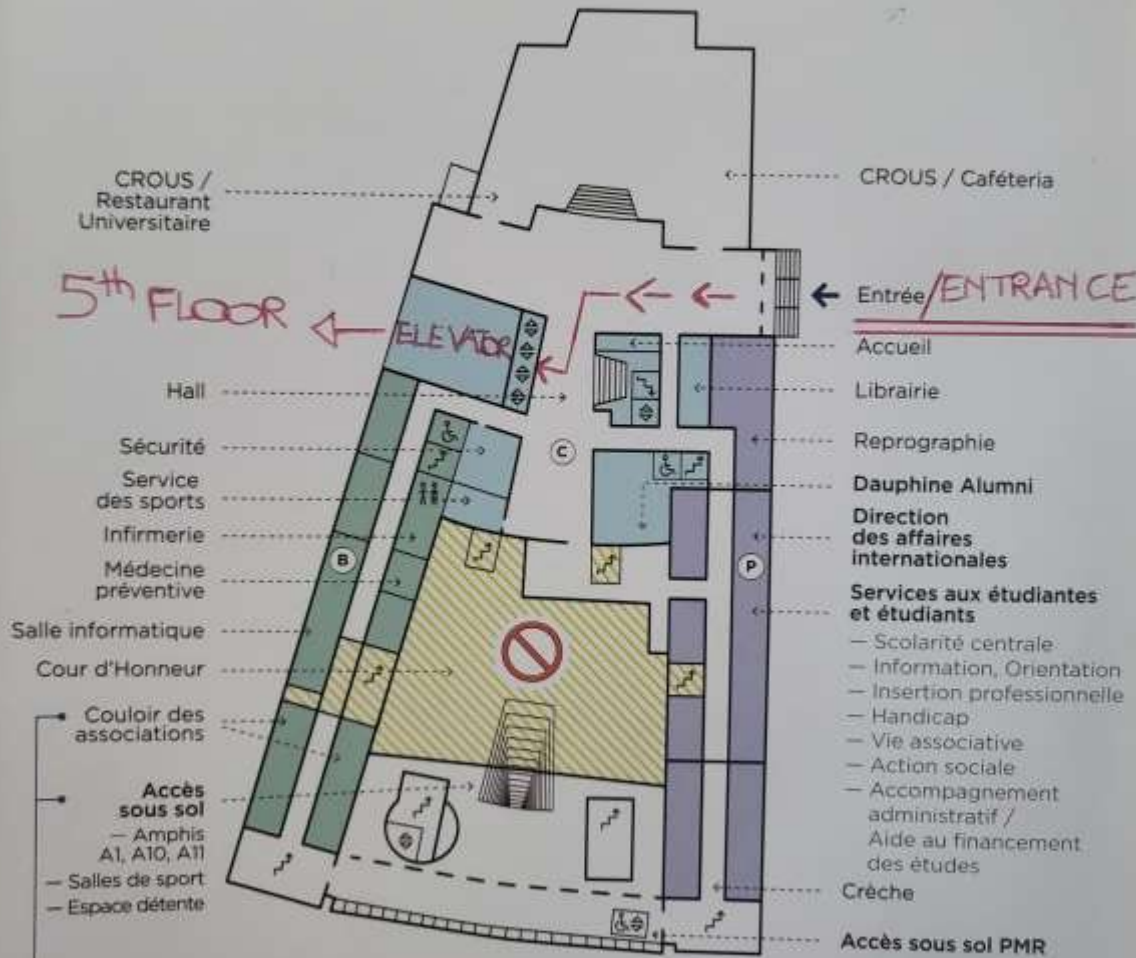 CROUS /
Restaurant
Universitaire
5th FLOOR
ELEVATOR
Hall
Sécurité
Service
des sports
Infirmerie
Médecine
préventive
Salle informatique
Cour d'Honneur
Couloir des
associations
Accès
sous sol
— Amphis
A1, A10, A11
— Salles de sport
— Espace détente
B
C
P
CROUS / Caféteria
Entrée/ENTRANCE
Accueil
Librairie
Reprographie
Dauphine Alumni
Direction
des affaires
internationales
Services aux étudiantes
et étudiants
— Scolarité centrale
— Information, Orientation
— Insertion professionnelle
— Handicap
— Vie associative
— Action sociale
— Accompagnement
administratif /
Aide au financement
des études
Crèche
Accès sous sol PMR